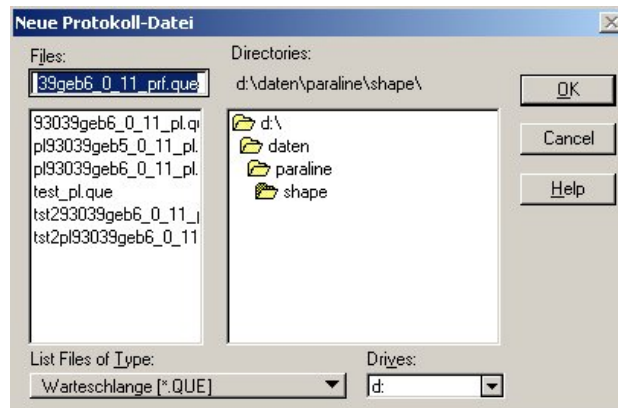 Neue Protokoll-Datei
Files:
39geb6_0_11_prf.que
93039geb6_0_11_pl.q
pl93039geb5_0_11_pl.
pl93039geb6_0_11_pl.
test_pl.que
tst293039geb6_0_11_
tst2pl93039geb6_0_11
List Files of Type:
Warteschlange [*.QUE]
Directories:
d:\daten\paraline\shape\
d:\
daten
paraline
shape
Drives:
d:
OK
Cancel
Help